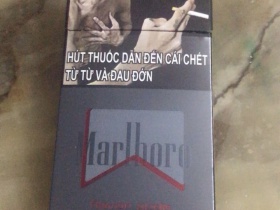 HÚT THUỐC DẪN ĐẾN CÁI CHẾT
TỪ TỪ VÀ ĐAU ĐỚN
Marlboro